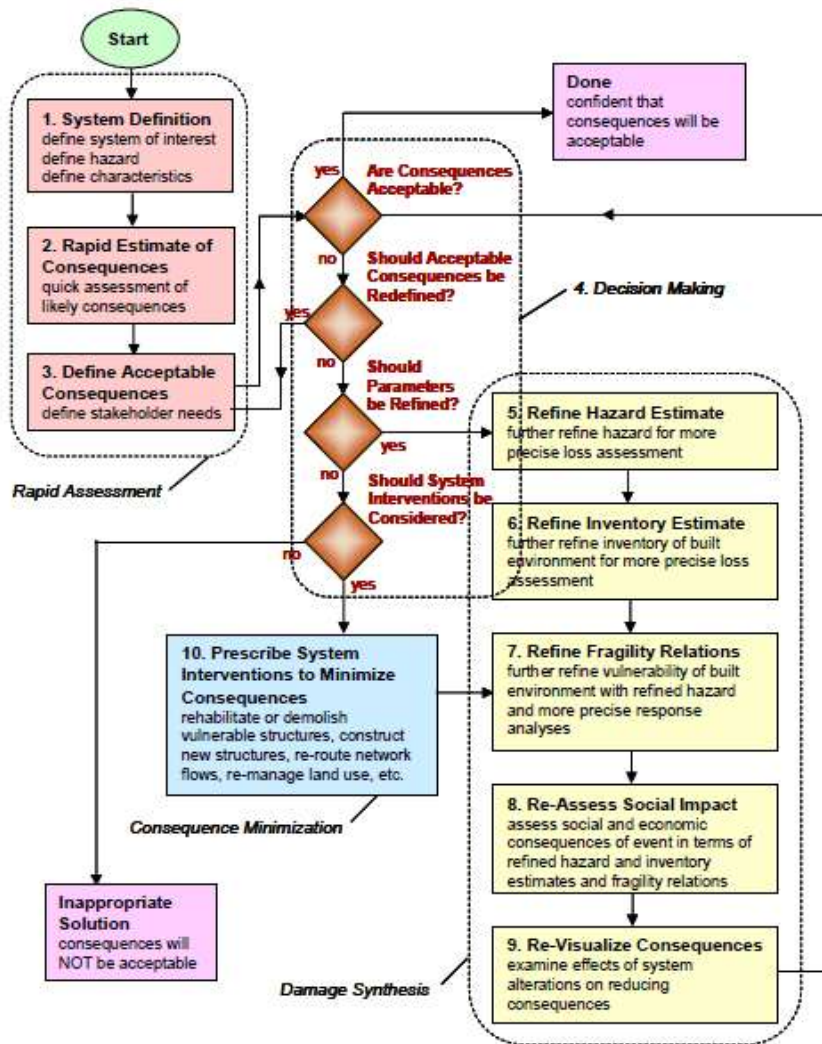 Start
1. System Definition
define system of interest
define hazard
define characteristics
2. Rapid Estimate of
Consequences
quick assessment of
likely consequences
3. Define Acceptable
Consequences
define stakeholder needs
Rapid Assessment
Done
confident that
consequences will be
acceptable
yes
Are Consequences
Acceptable?
no
Should Acceptable
Consequences be
Redefined?
yes
no
Should
Parameters
be Refined?
yes
no
Should System
Interventions be
Considered?
no
yes
4. Decision Making
5. Refine Hazard Estimate
further refine hazard for more
precise loss assessment
6. Refine Inventory Estimate
further refine inventory of built
environment for more precise loss
assessment
7. Refine Fragility Relations
further refine vulnerability of built
environment with refined hazard
and more precise response
analyses
8. Re-Assess Social Impact
assess social and economic
consequences of event in terms of
refined hazard and inventory
estimates and fragility relations
9. Re-Visualize Consequences
examine effects of system
alterations on reducing
consequences
Damage Synthesis
10. Prescribe System
Interventions to Minimize
Consequences
rehabilitate or demolish
vulnerable structures, construct
new structures, re-route network
flows, re-manage land use, etc.
Consequence Minimization
Inappropriate
Solution
consequences will
NOT be acceptable